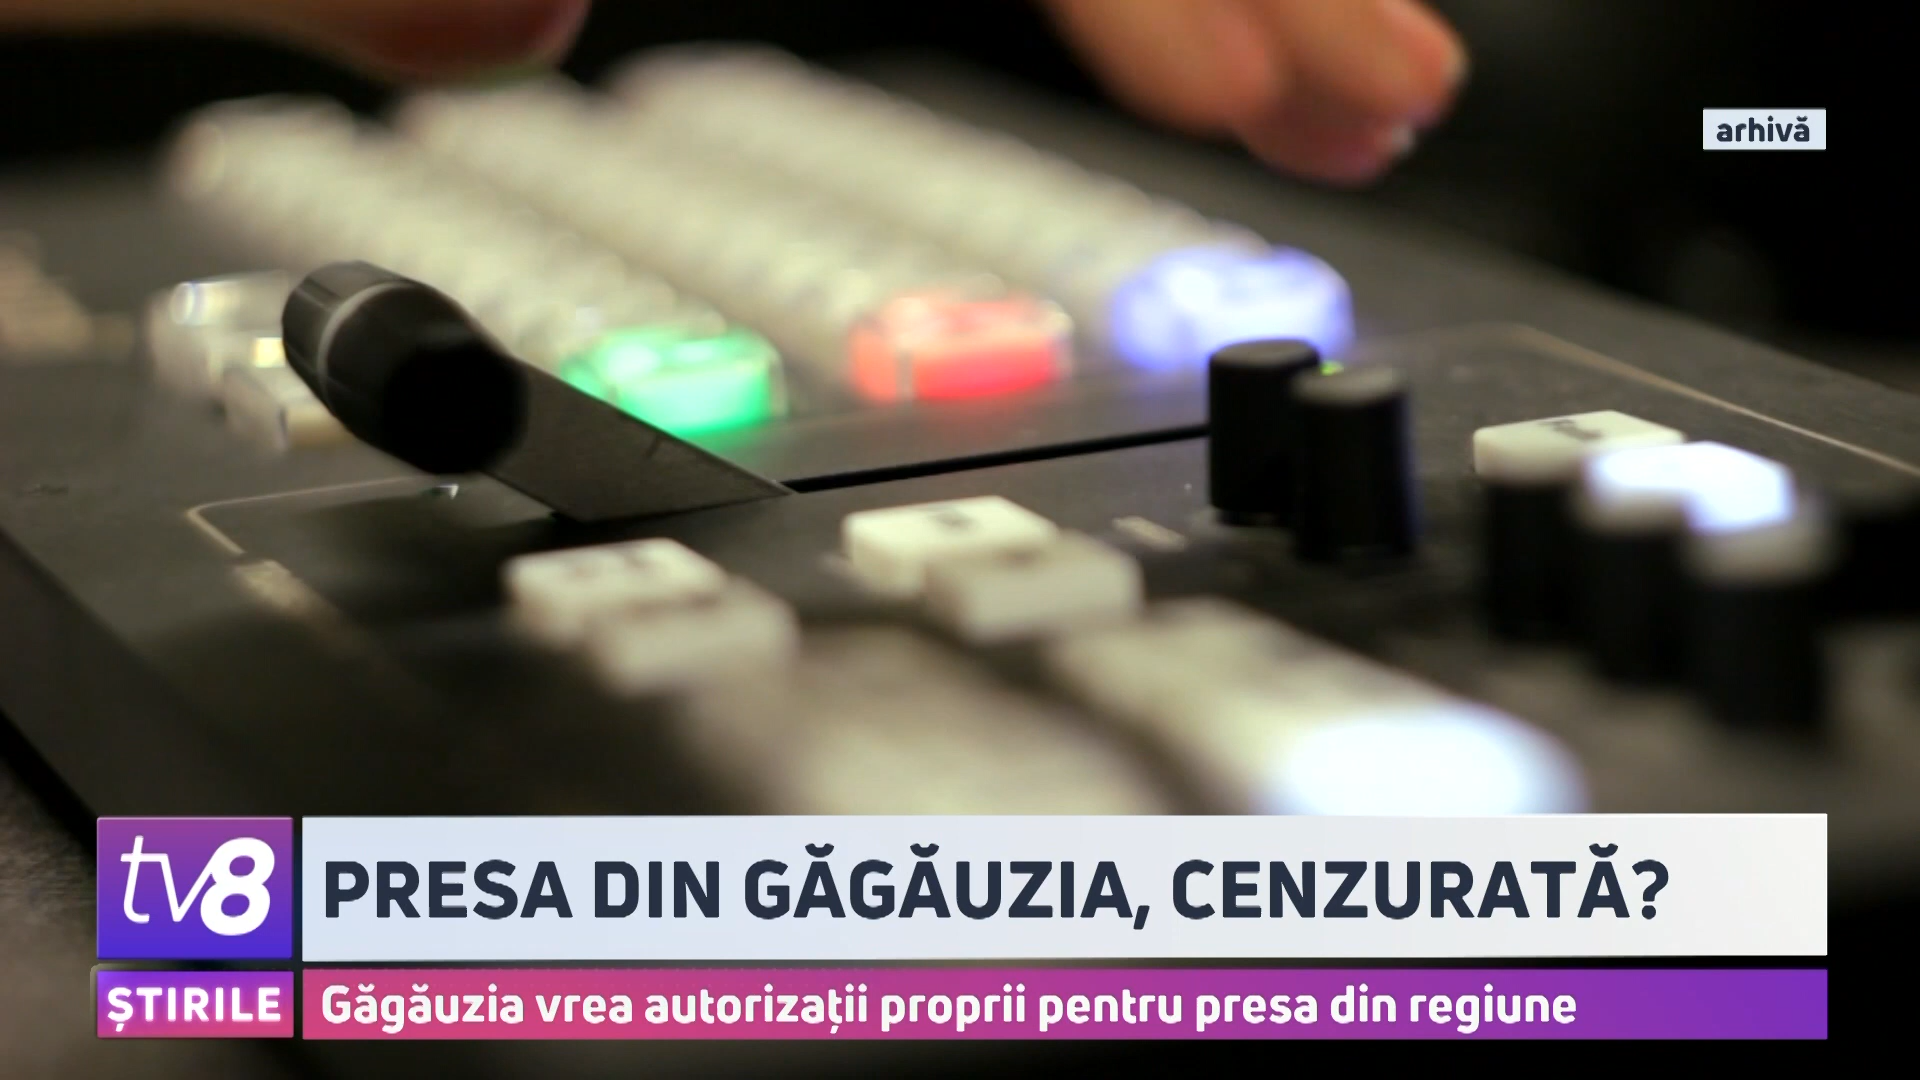 arhivă
tv8
PRESA DIN GĂGĂUZIA, CENZURATĂ?
ȘTIRILE
Găgăuzia vrea autorizații proprii pentru presa din regiune